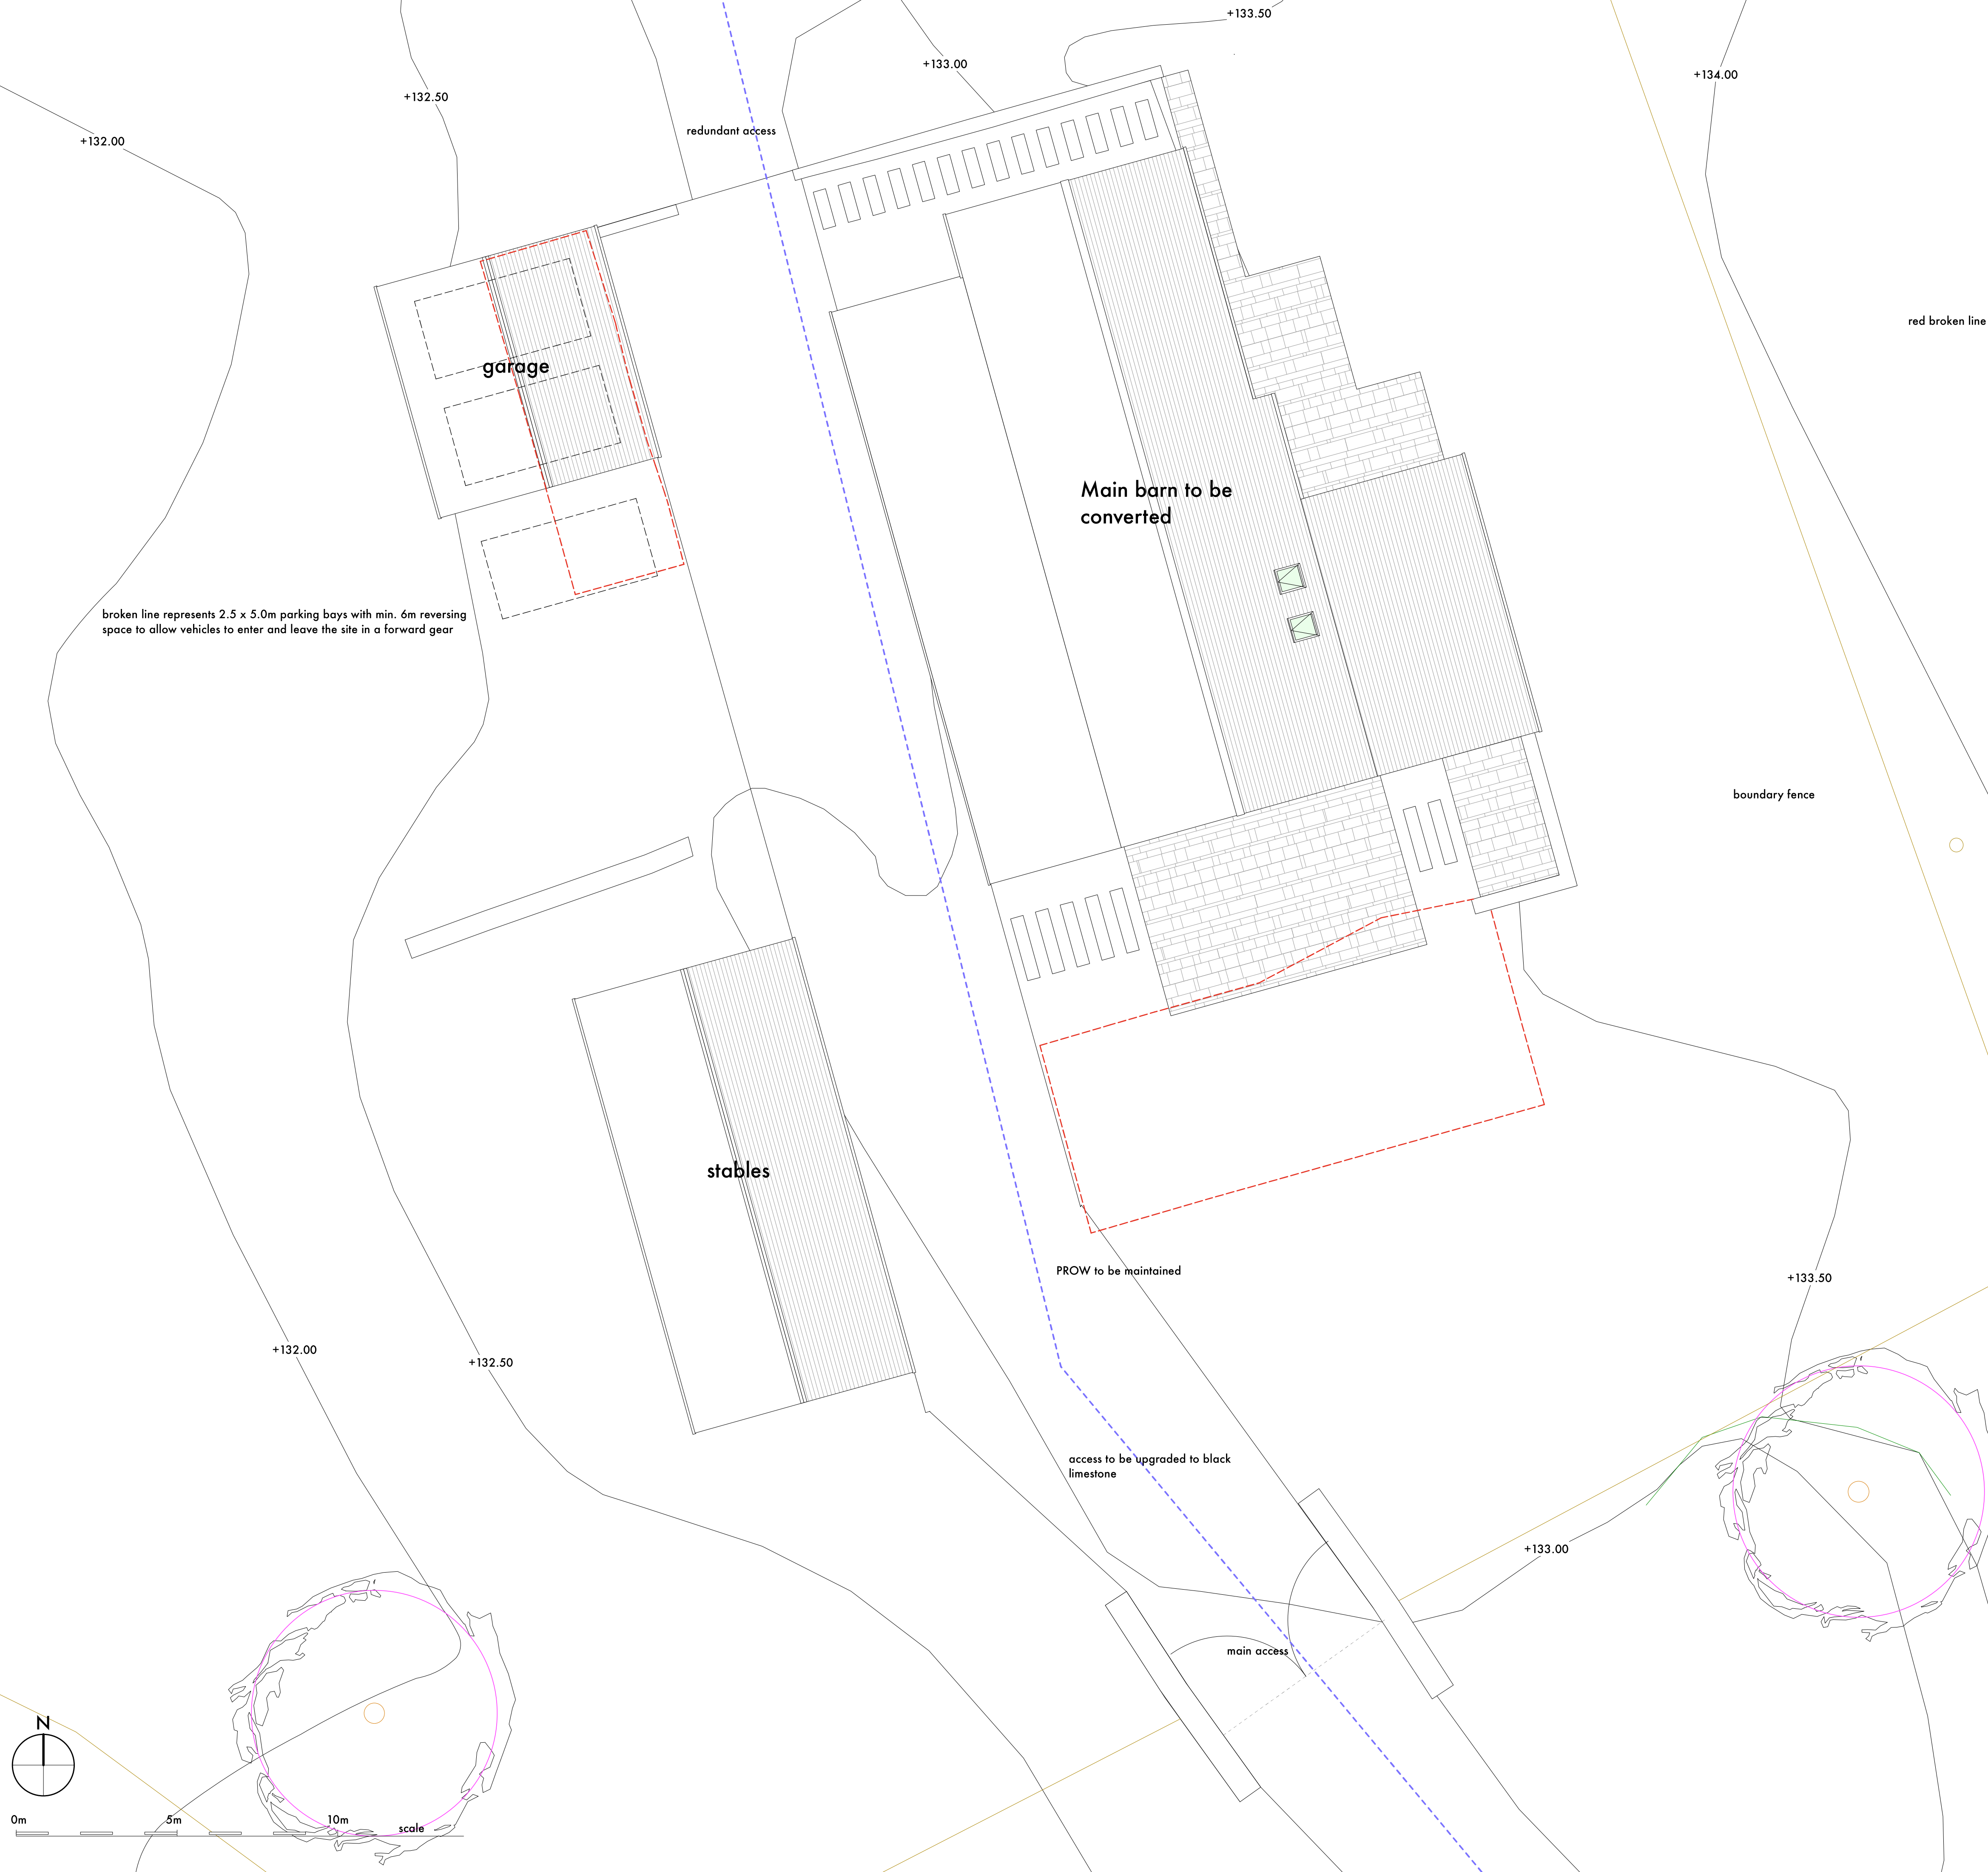 +133.50
+133.00
+134.00
+132.50
redundant access
+132.00
red broken line
garage
Main barn to be
converted
broken line represents 2.5 x 5.0m parking bays with min. 6m reversing
space to allow vehicles to enter and leave the site in a forward gear
boundary fence
stables
PROW to be maintained
+133.50
+132.00
+132.50
access to be upgraded to black
limestone
+133.00
main access
N
0m
5m
10m
scale